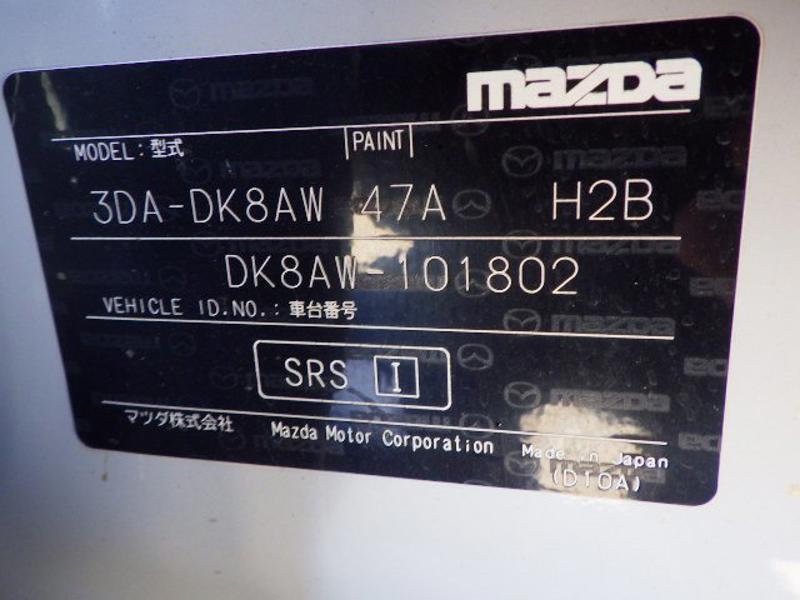 mazda
MODEL: 型式 PAINT
3DA-DK8AW 47A H2B
DK8AW-101802
VEHICLE ID.NO.: 車台番号
SRS I
マツダ株式会社 Mazda Motor Corporation Made in Japan
(D10A)